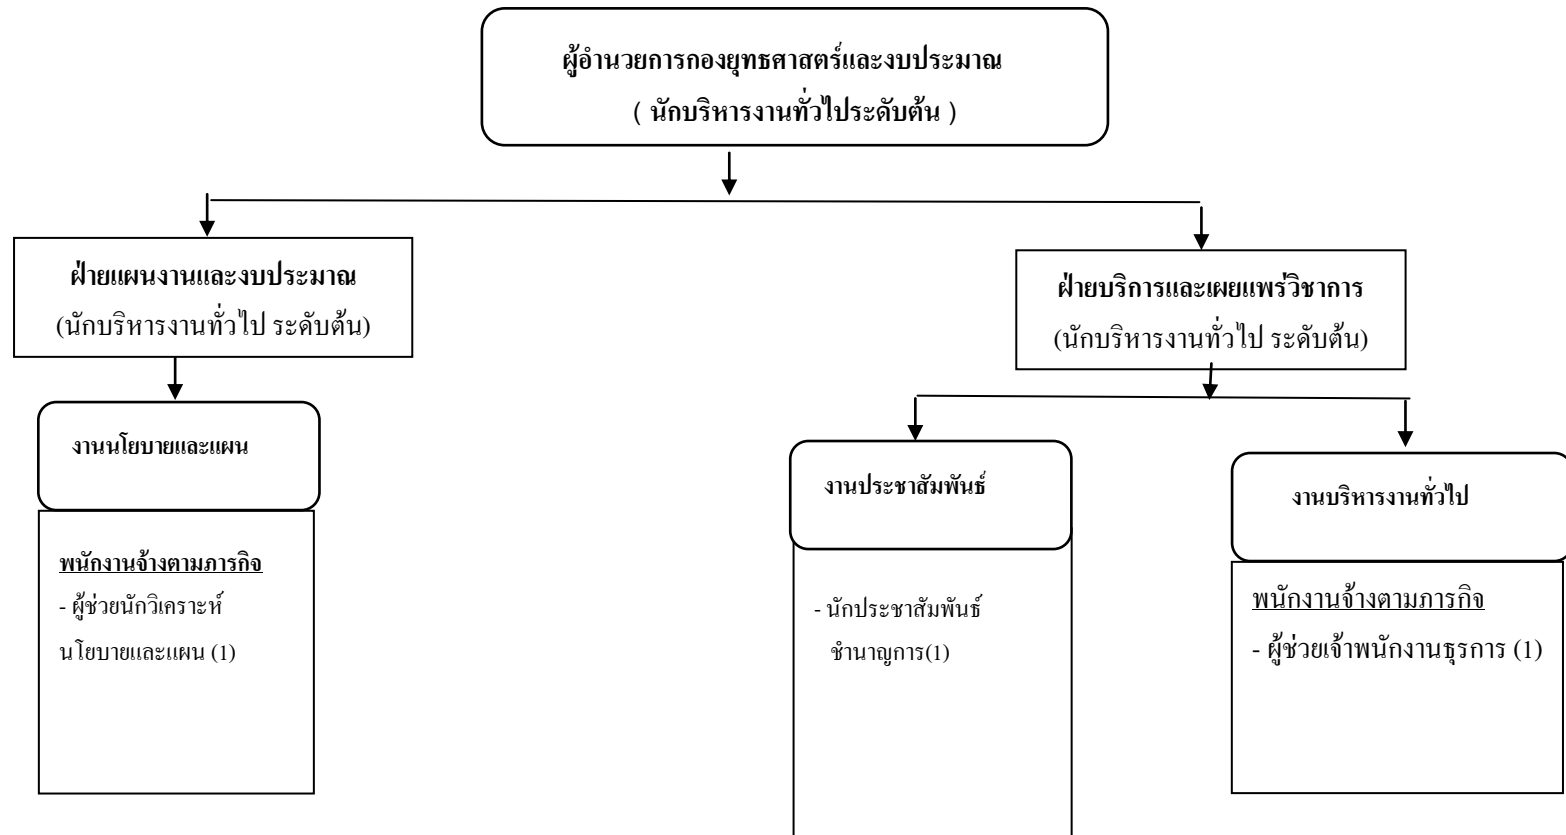 ผู้อำนวยการกองยุทธศาสตร์และงบประมาณ
( นักบริหารงานทั่วไประดับต้น )
ฝ่ายแผนงานและงบประมาณ
(นักบริหารงานทั่วไป ระดับต้น)
ฝ่ายบริการและเผยแพร่วิชาการ
(นักบริหารงานทั่วไป ระดับต้น)
งานนโยบายและแผน
พนักงานจ้างตามภารกิจ
- ผู้ช่วยนักวิเคราะห์
นโยบายและแผน (1)
งานประชาสัมพันธ์
- นักประชาสัมพันธ์
ชำนาญการ(1)
งานบริหารงานทั่วไป
พนักงานจ้างตามภารกิจ
- ผู้ช่วยเจ้าพนักงานธุรการ (1)